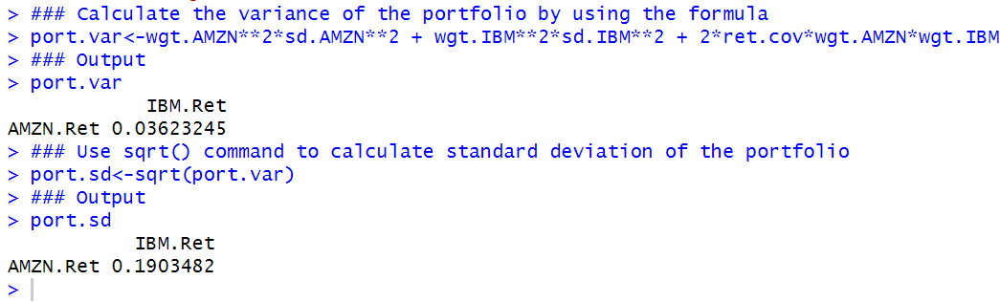 > ### Calculate the variance of the portfolio by using the formula
> port.var<-wgt.AMZN**2*sd.AMZN**2 + wgt.IBM**2*sd.IBM**2 + 2*ret.cov*wgt.AMZN*wgt.IBM
> ### Output
> port.var
            IBM.Ret
AMZN.Ret 0.03623245
> ### Use sqrt() command to calculate standard deviation of the portfolio
> port.sd<-sqrt(port.var)
> ### Output
> port.sd
           IBM.Ret
AMZN.Ret 0.1903482
>